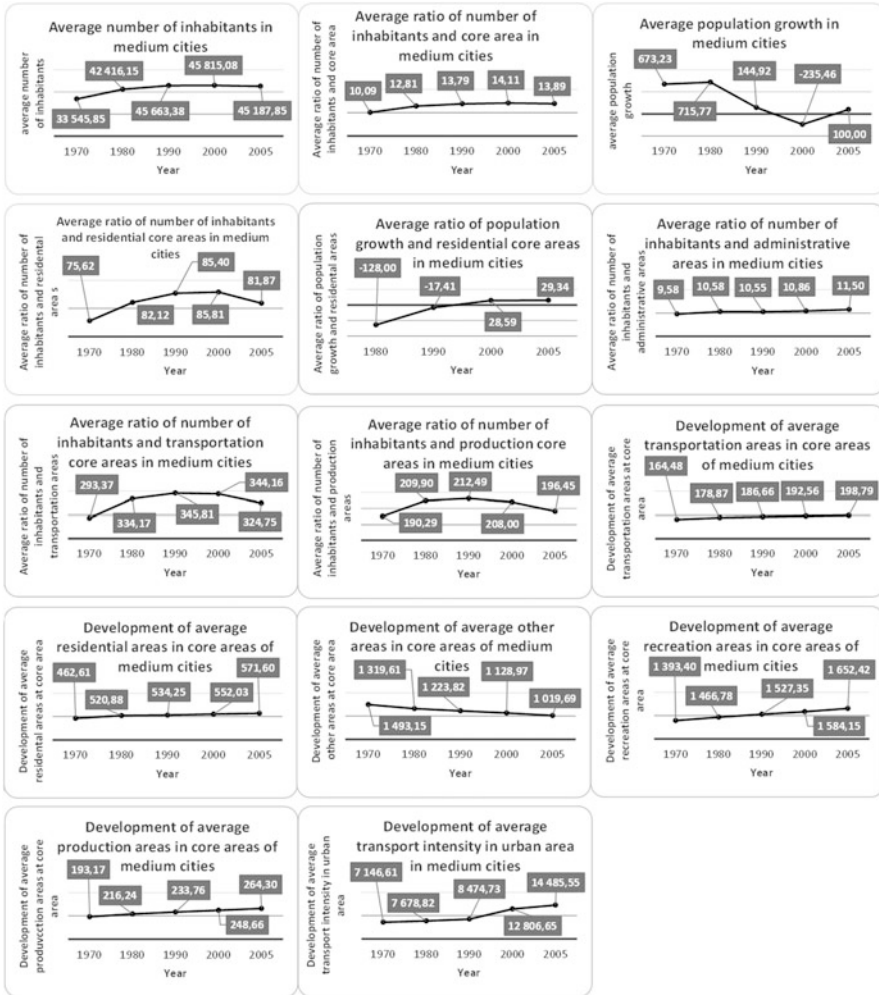 Average number of inhabitants in
medium cities
average number
of inhabitants
33 545,85
42 416,15
45 663,38
45 815,08
45 187,85
1970 1980 1990 2000 2005
Year
Average ratio of number of
inhabitants and core area in
medium cities
Average ratio of number of
inhabitants and core area
10,09
12,81
13,79
14,11
13,89
1970 1980 1990 2000 2005
Year
Average population growth in
medium cities
average population
growth
673,23
715,77
144,92
-235,46
100,00
1970 1980 1990 2000 2005
Year
Average ratio of number of inhabitants
and residential core areas in medium
cities
Average ratio of number of
inhabitants and residential
area s
75,62
82,12
85,40
85,81
81,87
1970 1980 1990 2000 2005
Year
Average ratio of population
growth and residential core areas
in medium cities
Average ratio of population
growth and residential areas
-128,00
-17,41
28,59
29,34
1980 1990 2000 2005
Year
Average ratio of number of
inhabitants and administrative
areas in medium cities
Average ratio of number of
inhabitants and
administrative areas
9,58
10,58
10,55
10,86
11,50
1970 1980 1990 2000 2005
Year
Average ratio of number of
inhabitants and transportation
core areas in medium cities
Average ratio of number of
inhabitants and
transportation areas
293,37
334,17
345,81
344,16
324,75
1970 1980 1990 2000 2005
Year
Average ratio of number of
inhabitants and production core
areas in medium cities
Average ratio of number of
inhabitants and production
areas
190,29
209,90
212,49
208,00
196,45
1970 1980 1990 2000 2005
Year
Development of average
transportation areas in core areas
of medium cities
Development of average
transportation areas at core
area
164,48
178,87
186,66
192,56
198,79
1970 1980 1990 2000 2005
Year
Development of average
residential areas in core areas of
medium cities
Development of average
residental areas at core area
462,61
520,88
534,25
552,03
571,60
1970 1980 1990 2000 2005
Year
Development of average other
areas in core areas of medium
cities
Development of average
other areas at core area
1 493,15
1 319,61
1 223,82
1 128,97
1 019,69
1970 1980 1990 2000 2005
Year
Development of average
recreation areas in core areas of
medium cities
Development of average
recreation areas at core
area
1 393,40
1 466,78
1 527,35
1 584,15
1 652,42
1970 1980 1990 2000 2005
Year
Development of average
production areas in core areas of
medium cities
Development of average
produvcction areas at core
area
193,17
216,24
233,76
248,66
264,30
1970 1980 1990 2000 2005
Year
Development of average
transport intensity in urban area
in medium cities
Development of average
transport intensity in urban
area
7 146,61
7 678,82
8 474,73
12 806,65
14 485,55
1970 1980 1990 2000 2005
Year